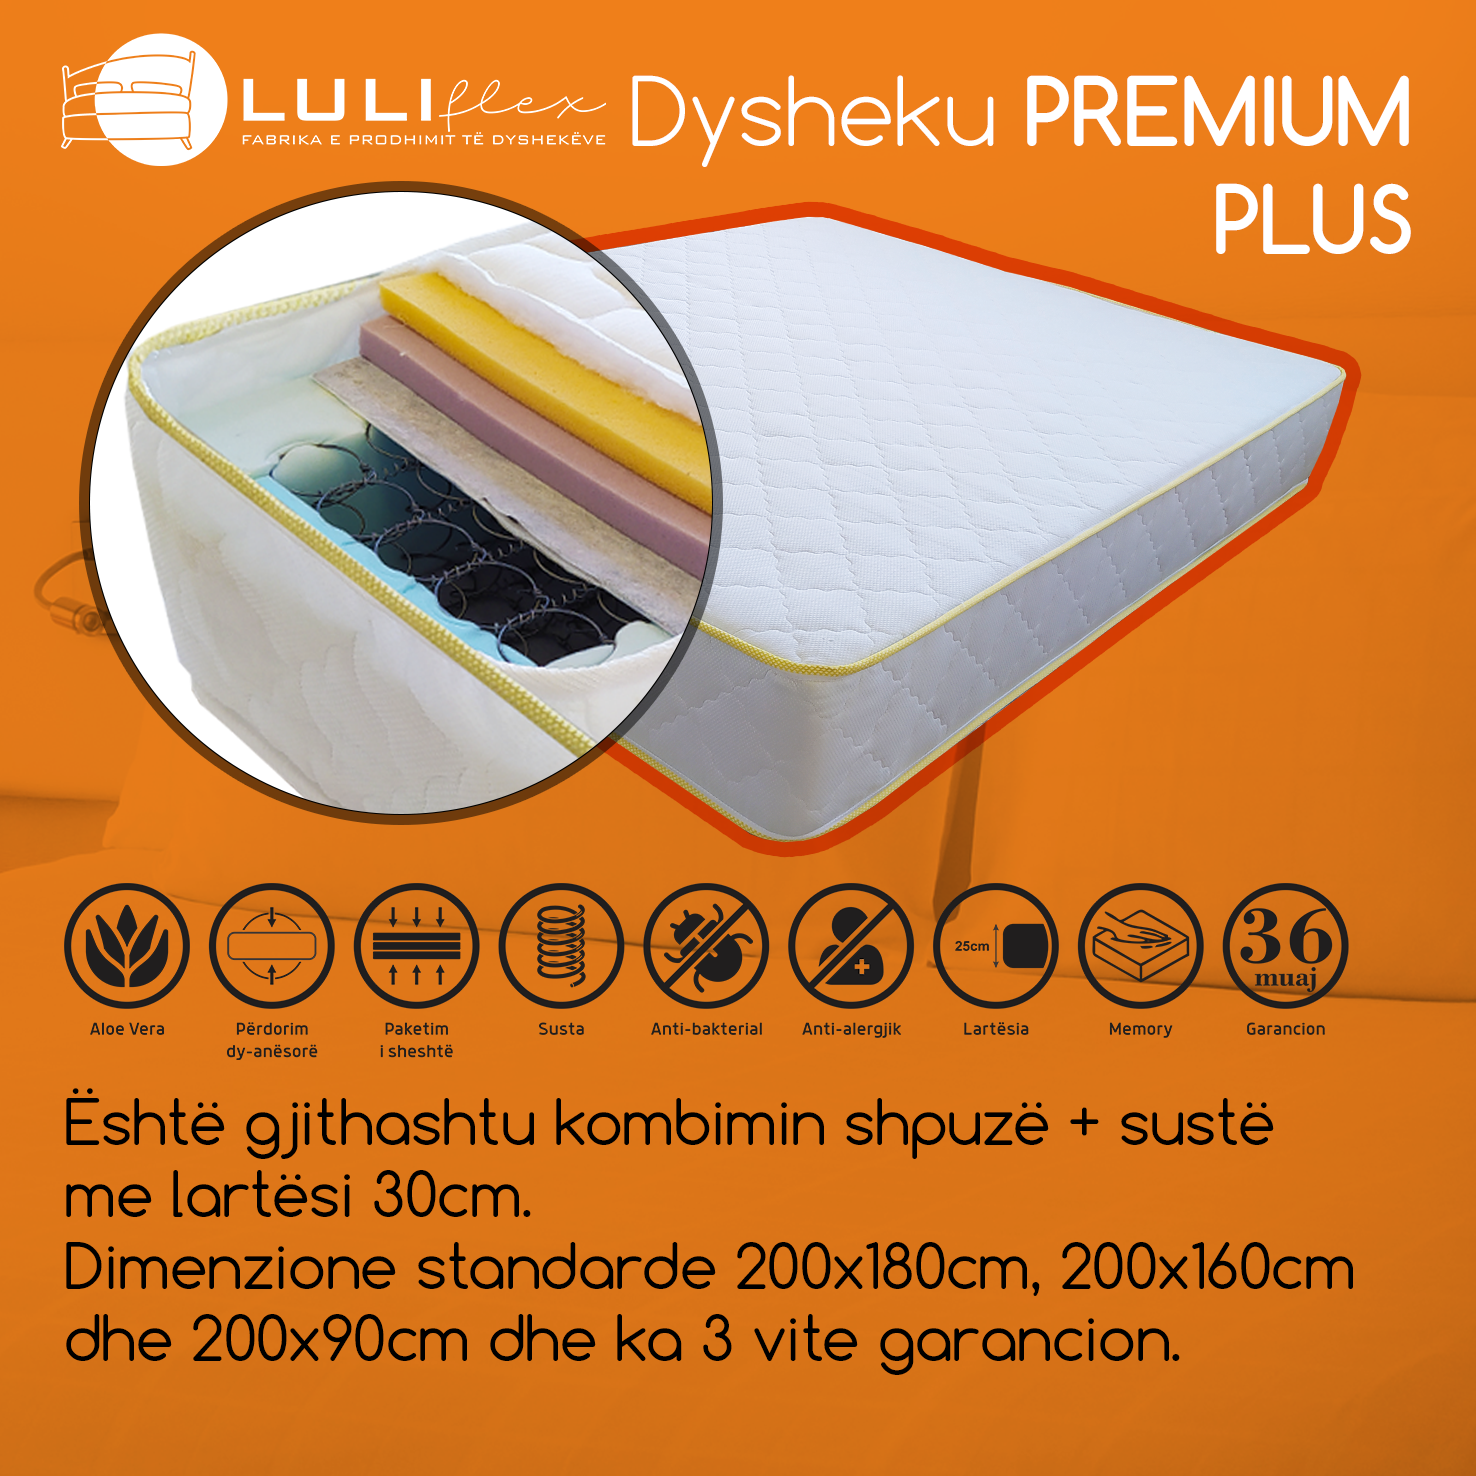 LULI flex
FABRIKA E PRODHIMIT TË DYSHEKËVE
Dysheku PREMIUM
PLUS
25cm
36
muaj
Aloe Vera
Përdorim
dy-anësorë
Paketim
i sheshtë
Susta
Anti-bakterial
Anti-alergjik
Lartësia
Memory
Garancion
Është gjithashtu kombimin shpuzë + sustë
me lartësi 30cm.
Dimenzione standarde 200x180cm, 200x160cm
dhe 200x90cm dhe ka 3 vite garancion.